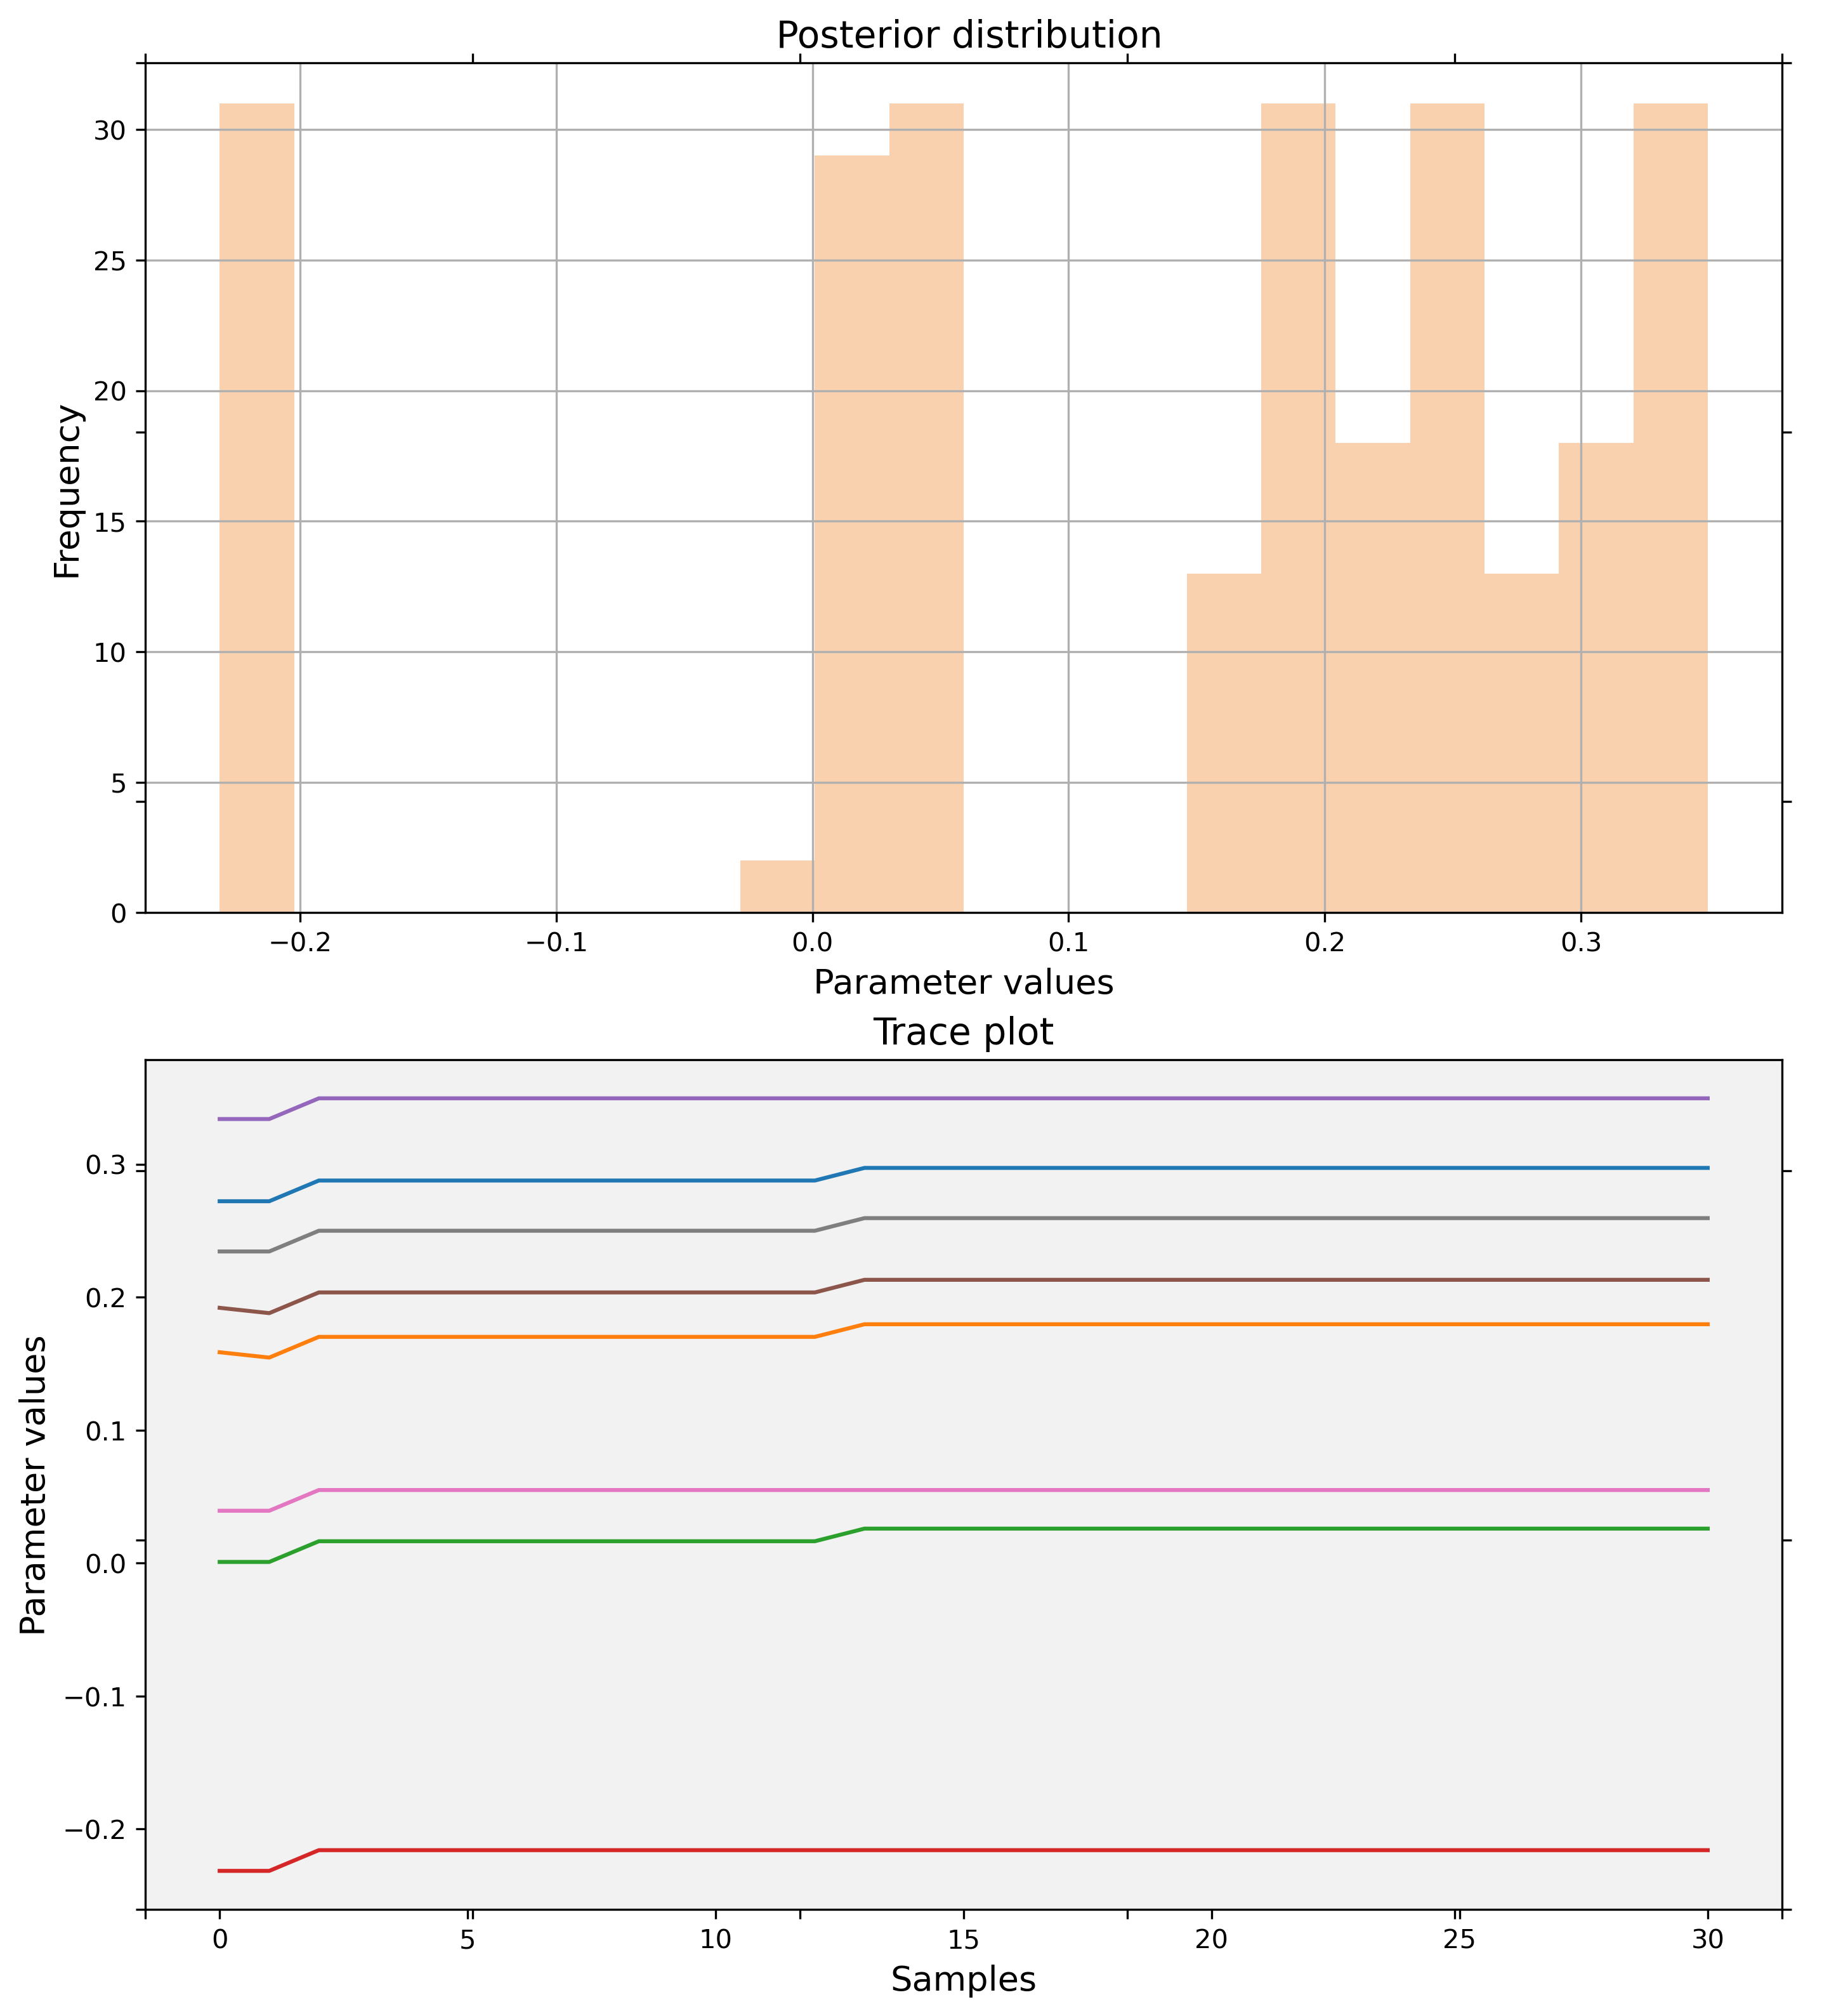 Posterior distribution
Frequency
30
25
20
15
10
5
0
−0.2 −0.1 0.0 0.1 0.2 0.3
Parameter values
Trace plot
Parameter values
0.3
0.2
0.1
0.0
−0.1
−0.2
0 5 10 15 20 25 30
Samples